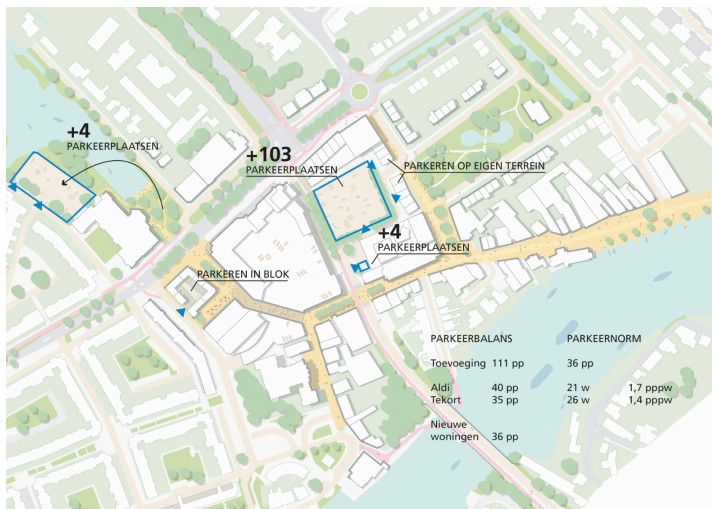 +4
PARKEERPLAATSEN
+103
PARKEERPLAATSEN
PARKEREN OP EIGEN TERREIN
+4
PARKEERPLAATSEN
PARKEREN IN BLOK
PARKEERBALANS PARKEERNORM
Toevoeging 111 pp 36 pp
Aldi 40 pp 21 w 1,7 pppw
Tekort 35 pp 26 w 1,4 pppw
Nieuwe
woningen 36 pp